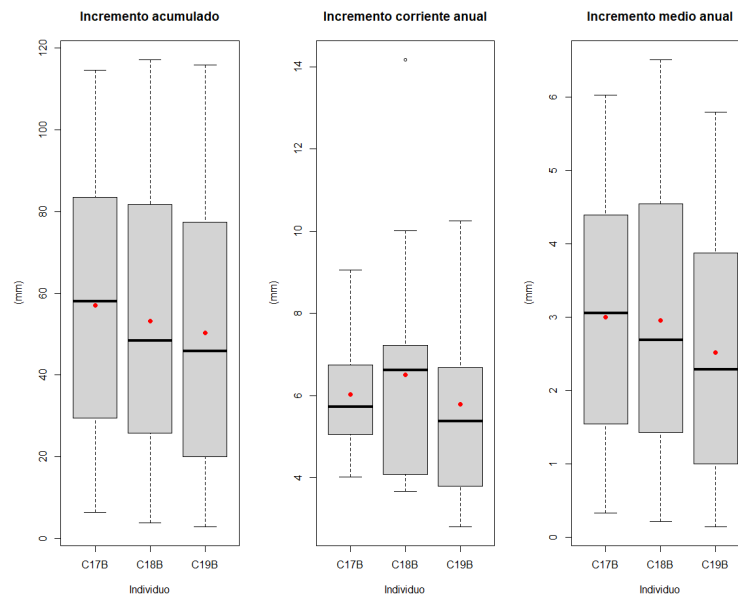 Incremento acumulado
120
100
80
60
40
20
0
(mm)
C17B C18B C19B
Individuo
Incremento corriente anual
14
12
10
8
6
4
(mm)
C17B C18B C19B
Individuo
Incremento medio anual
6
5
4
3
2
1
0
(mm)
C17B C18B C19B
Individuo